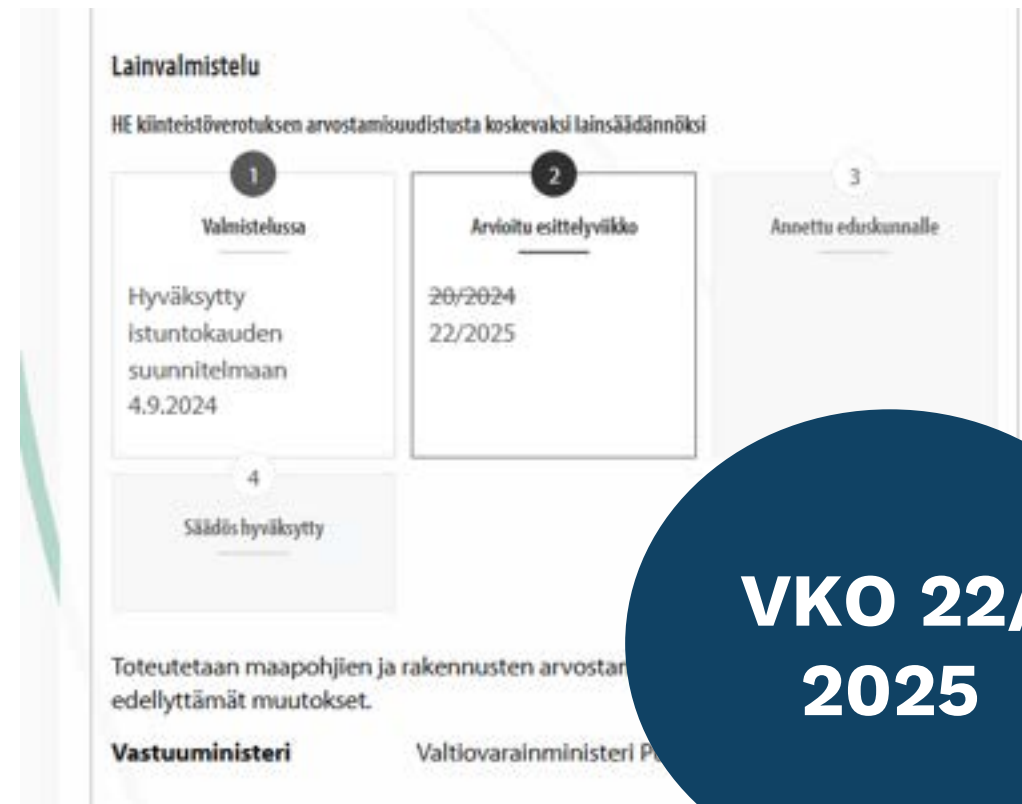 Lainvalmistelu
HE kiinteistöverotuksen arvostamisuudistusta koskevaksi lainsäädännöksi
1
Valmistelussa
Hyväksytty
istuntokauden
suunnitelmaan
4.9.2024
2
Arvioitu esittelyviikko
20/2024
22/2025
3
Annettu eduskunnalle
4
Säädös hyväksytty
Toteutetaan maapohjien ja rakennusten
edellyttämät muutokset.
Vastuuministeri Valtiovarainministeri
VKO 22/
2025